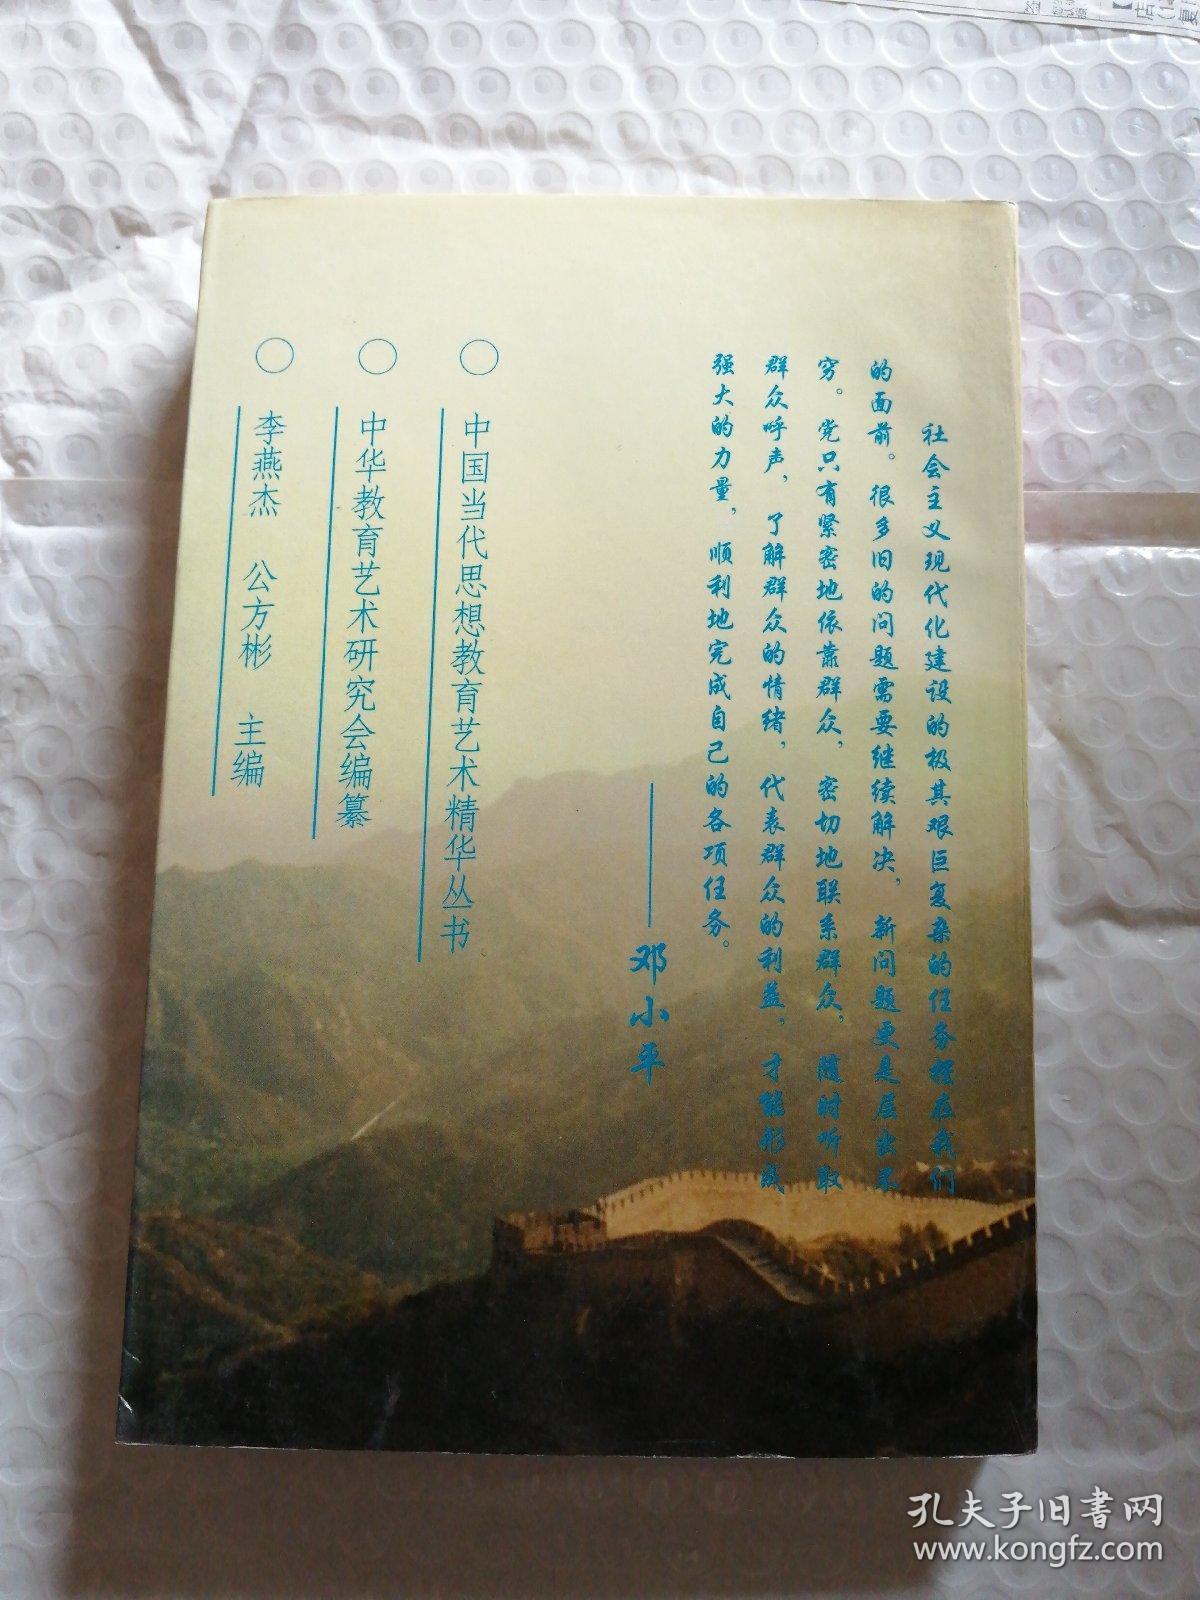 社会主义现代化建设的极其艰巨复杂的任务摆在我们
的面前。很多旧的问题需要继续解决，新问题更是层出不
穷。党只有紧密地依靠群众，密切地联系群众，随时听取
群众呼声，了解群众的情绪，代表群众的利益，才能形成
强大的力量，顺利地完成自己的各项任务。
——邓小平
○ 中国当代思想教育艺术精华丛书
○ 中华教育艺术研究会编纂
○ 李燕杰 公方彬 主编
孔夫子旧书网
www.kongfz.com